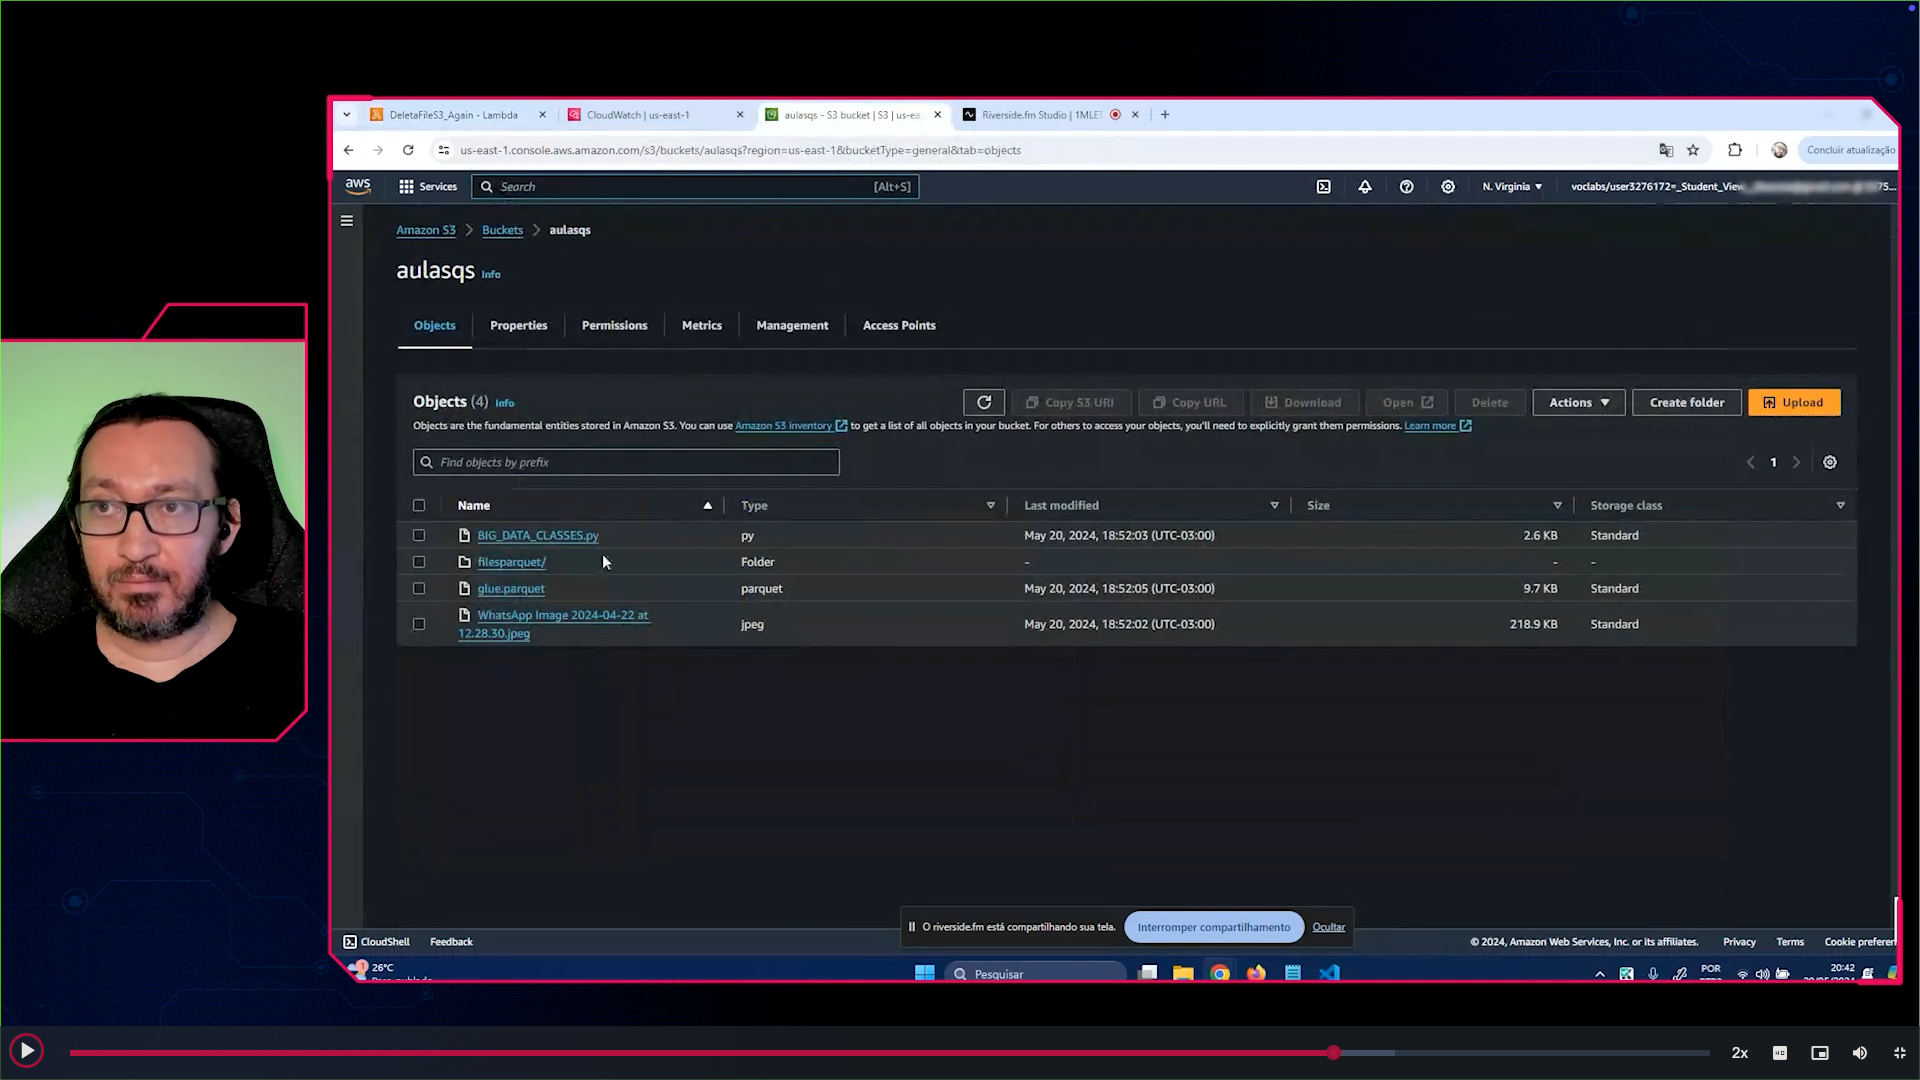 DeletaFileS3_Again - Lambda
CloudWatch | us-east-1
aulasqs - S3 bucket | S3 | us-ea
Riverside.fm Studio | 1MLET
us-east-1.console.aws.amazon.com/s3/buckets/aulasqs?region=us-east-1&bucketType=general&tab=objects
Concluir atualização
aws
Services
Search
[Alt+S]
N. Virginia
voclabs/user3276172=_Student_View
75...
Amazon S3
Buckets
aulasqs
aulasqs Info
Objects
Properties
Permissions
Metrics
Management
Access Points
Objects (4) Info
Copy S3 URI
Copy URL
Download
Open
Delete
Actions
Create folder
Upload
Objects are the fundamental entities stored in Amazon S3. You can use Amazon S3 inventory to get a list of all objects in your bucket. For others to access your objects, you'll need to explicitly grant them permissions. Learn more
Find objects by prefix
1
Name Type Last modified Size Storage class
BIG_DATA_CLASSES.py py May 20, 2024, 18:52:03 (UTC-03:00) 2.6 KB Standard
filesparquet/ Folder - - -
glue.parquet parquet May 20, 2024, 18:52:05 (UTC-03:00) 9.7 KB Standard
WhatsApp Image 2024-04-22 at
12.28.30.jpeg jpeg May 20, 2024, 18:52:02 (UTC-03:00) 218.9 KB Standard
O riverside.fm está compartilhando sua tela.
Interromper compartilhamento
Ocultar
CloudShell
Feedback
© 2024, Amazon Web Services, Inc. or its affiliates.
Privacy
Terms
Cookie preferen
1
26°C
Pesquisar
POR
20:42
2x
HD